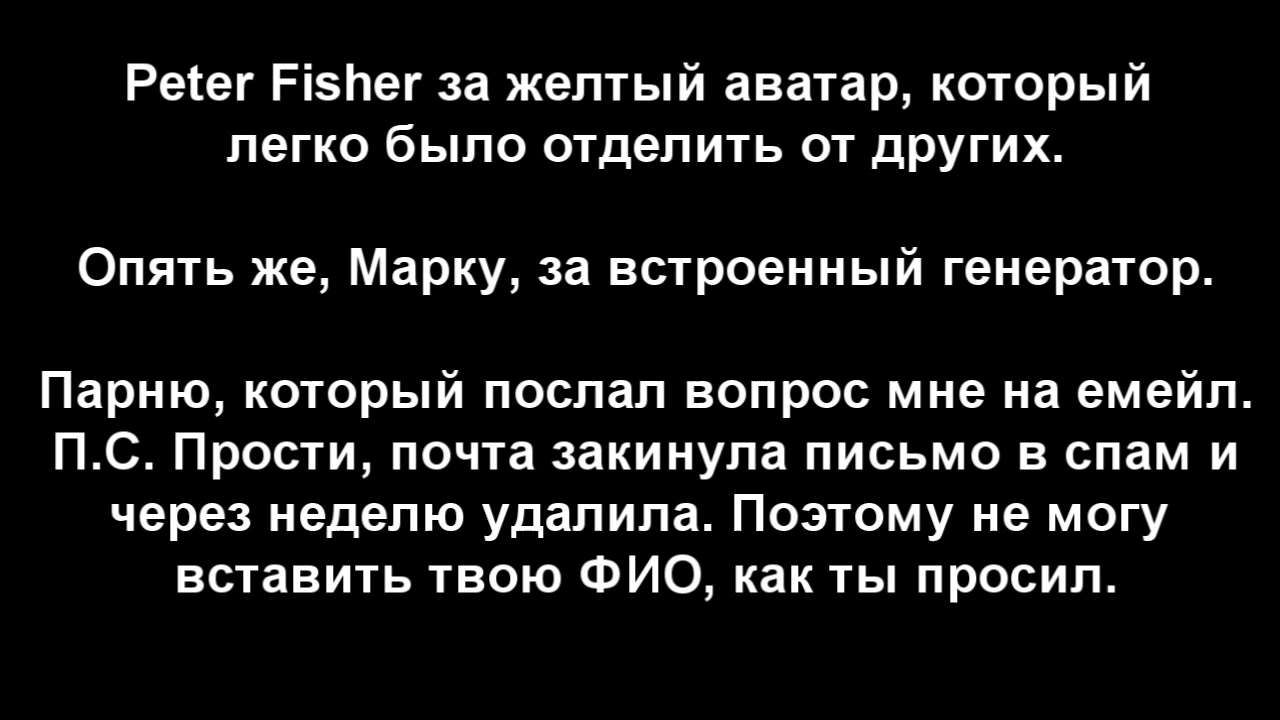 Peter Fisher за желтый аватар, который
легко было отделить от других.
Опять же, Марку, за встроенный генератор.
Парню, который послал вопрос мне на емейл.
П.С. Прости, почта закинула письмо в спам и
через неделю удалила. Поэтому не могу
вставить твою ФИО, как ты просил.